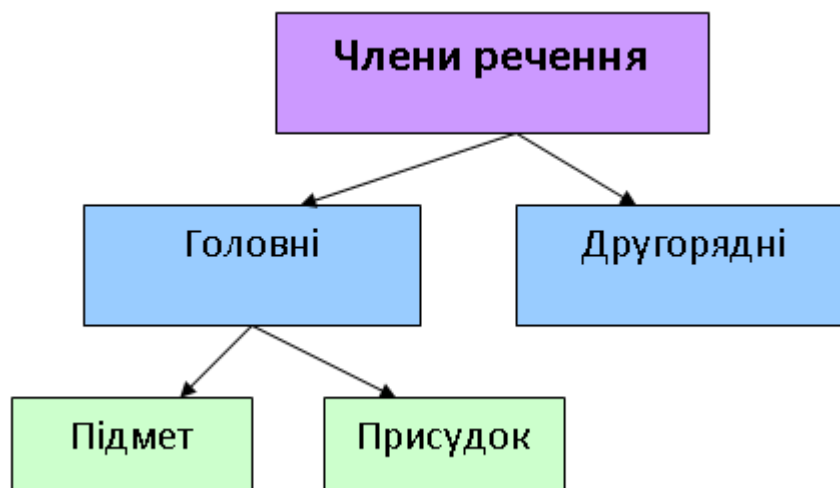 Члени речення
Головні
Другорядні
Підмет
Присудок